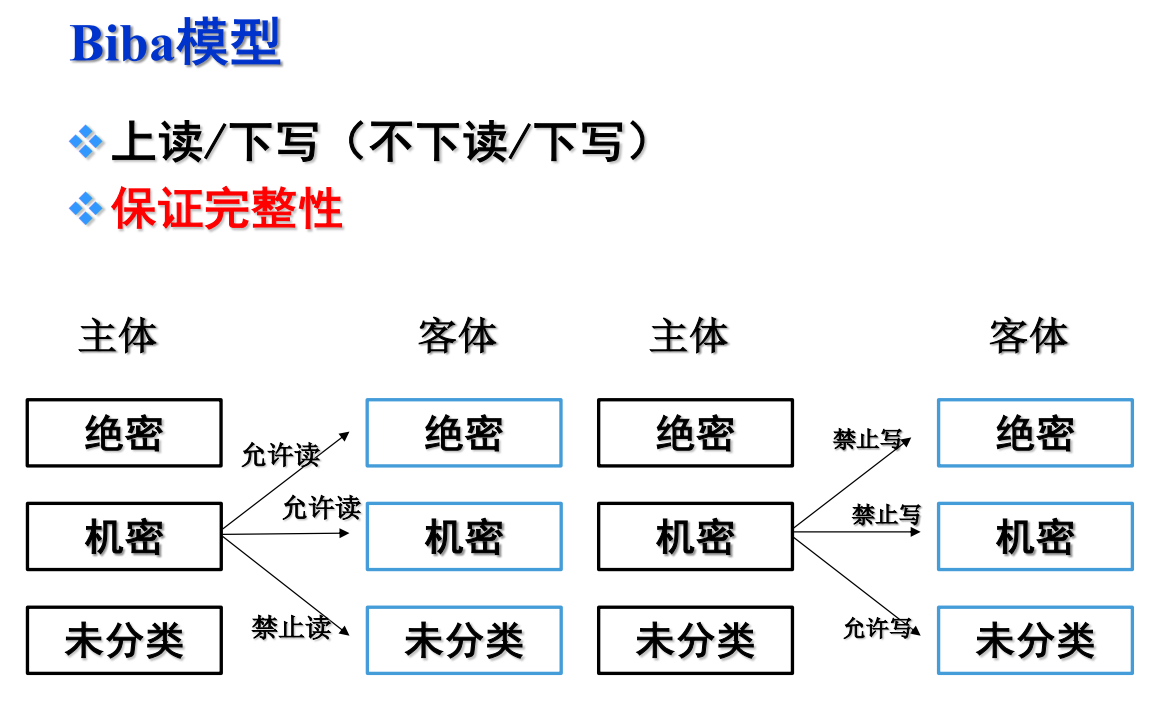 Biba模型
上读/下写（不下读/下写）
保证完整性
主体 客体 主体 客体
绝密 绝密 绝密 绝密
允许读 禁止写
允许读 禁止写
机密 机密 机密 机密
禁止读 允许写
未分类 未分类 未分类 未分类